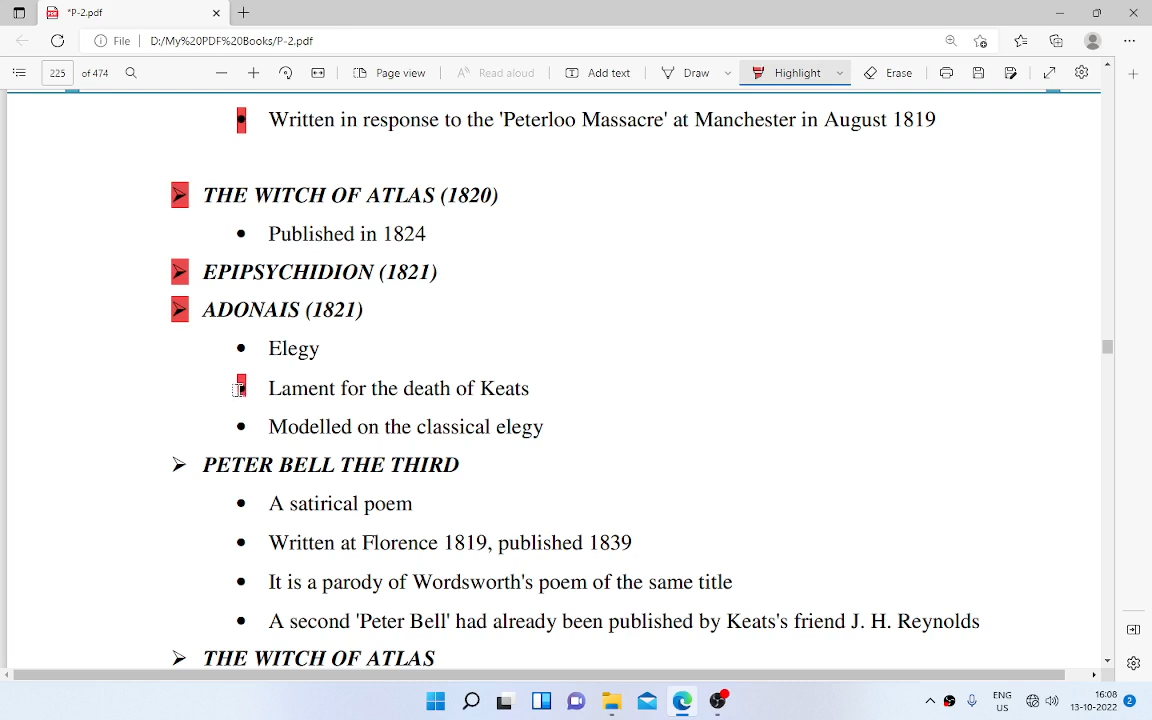 *P-2.pdf
File
D:/My%20PDF%20Books/P-2.pdf
225 of 474
Page view
Read aloud
Add text
Draw
Highlight
Erase
• Written in response to the 'Peterloo Massacre' at Manchester in August 1819
➢ THE WITCH OF ATLAS (1820)
• Published in 1824
➢ EPIPSYCHIDION (1821)
➢ ADONAIS (1821)
• Elegy
• Lament for the death of Keats
• Modelled on the classical elegy
➢ PETER BELL THE THIRD
• A satirical poem
• Written at Florence 1819, published 1839
• It is a parody of Wordsworth's poem of the same title
• A second 'Peter Bell' had already been published by Keats's friend J. H. Reynolds
➢ THE WITCH OF ATLAS
ENG
US
16:08
13-10-2022
2